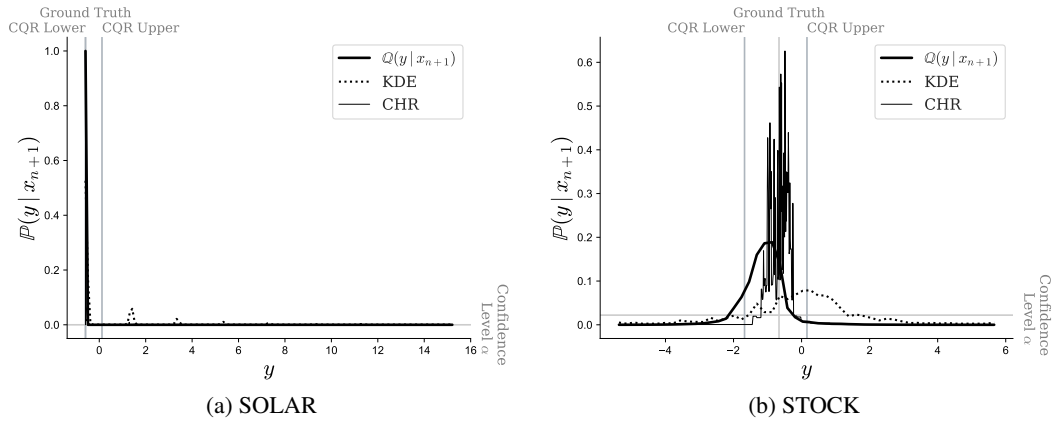 Ground Truth
CQR Lower CQR Upper
ℚ(y | x_{n+1})
KDE
CHR
1.0
0.8
0.6
0.4
0.2
0.0
ℙ(y | x_{n+1})
0 2 4 6 8 10 12 14 16
y
Confidence
Level α
(a) SOLAR
Ground Truth
CQR Lower CQR Upper
ℚ(y | x_{n+1})
KDE
CHR
0.6
0.5
0.4
0.3
0.2
0.1
0.0
ℙ(y | x_{n+1})
−4 −2 0 2 4 6
y
Confidence
Level α
(b) STOCK